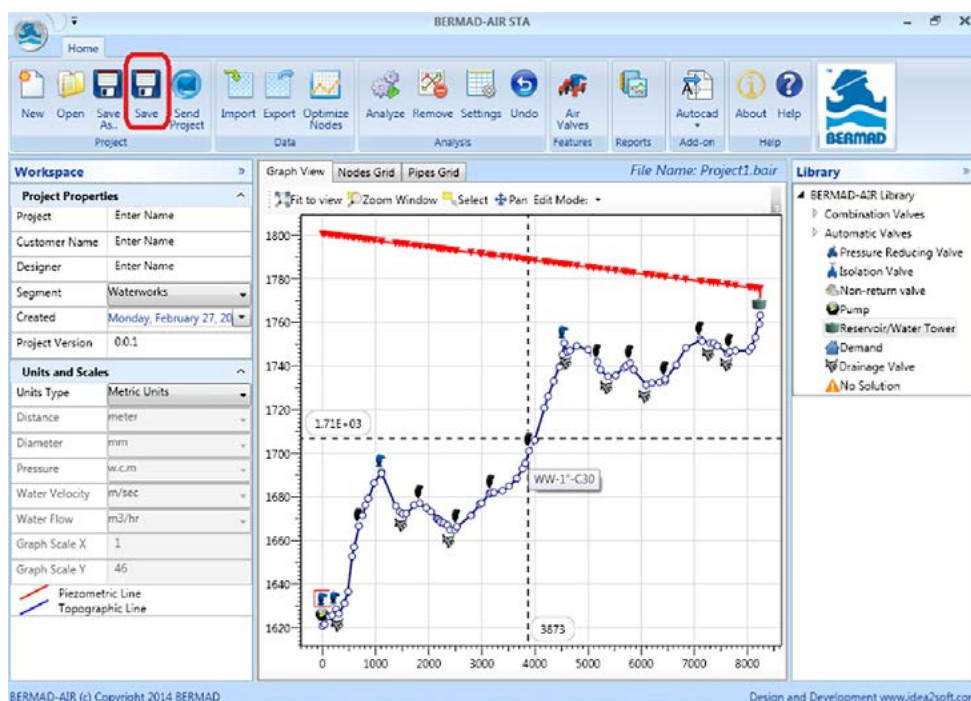 BERMAD-AIR STA
Home
New Open Save As.. Save Send Project Import Export Optimize Nodes Analyze Remove Settings Undo Air Valves Autocad About Help
Project Data Analysis Features Reports Add-on Help
BERMAD
Workspace »
Project Properties
Project Enter Name
Customer Name Enter Name
Designer Enter Name
Segment Waterworks
Created Monday, February 27, 20
Project Version 0.0.1
Units and Scales
Units Type Metric Units
Distance meter
Diameter mm
Pressure w.c.m
Water Velocity m/sec
Water Flow m3/hr
Graph Scale X 1
Graph Scale Y 46
Piezometric Line
Topographic Line
Graph View Nodes Grid Pipes Grid File Name: Project1.bair
Fit to view Zoom Window Select Pan Edit Mode:
1800
1780
1760
1740
1720
1.71E+03
1700
WW-1"-C30
1680
1660
1640
3873
1620
0 1000 2000 3000 4000 5000 6000 7000 8000
Library »
BERMAD-AIR Library
Combination Valves
Automatic Valves
Pressure Reducing Valve
Isolation Valve
Non-return valve
Pump
Reservoir/Water Tower
Demand
Drainage Valve
No Solution
BERMAD-AIR (c) Copyright 2014 BERMAD
Design and Development www.idea2soft.com